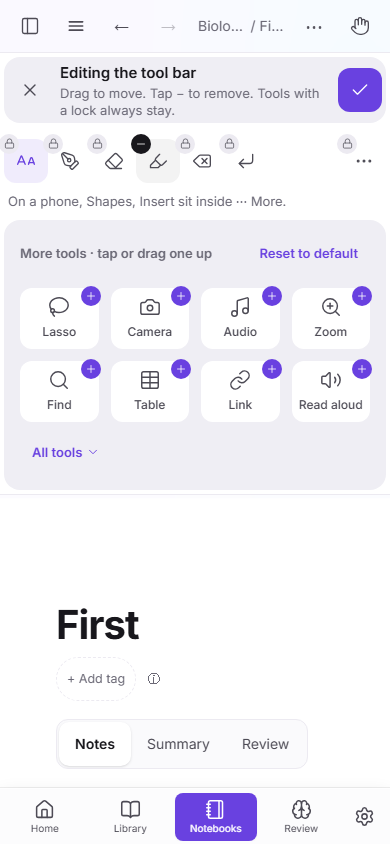 Biolo... / Fi...
Editing the tool bar
Drag to move. Tap − to remove. Tools with
a lock always stay.
AA
On a phone, Shapes, Insert sit inside ··· More.
More tools · tap or drag one up Reset to default
Lasso Camera Audio Zoom
Find Table Link Read aloud
All tools
First
+ Add tag
Notes Summary Review
Home Library Notebooks Review